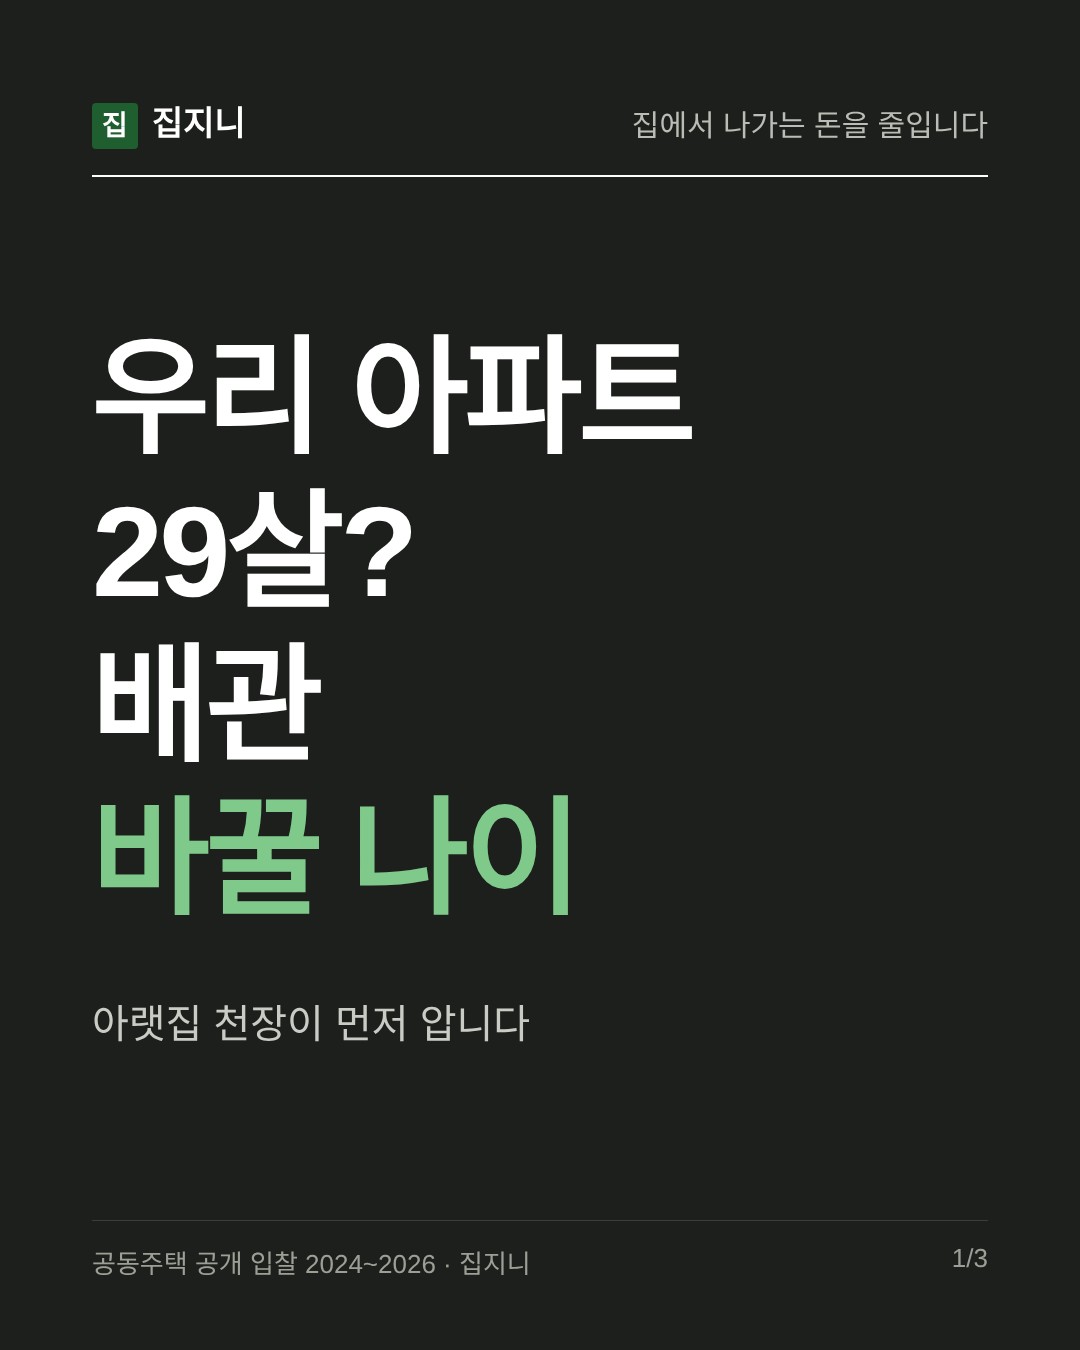 집 집지니
집에서 나가는 돈을 줄입니다
우리 아파트
29살?
배관
바꿀 나이
아랫집 천장이 먼저 압니다
공동주택 공개 입찰 2024~2026 · 집지니
1/3